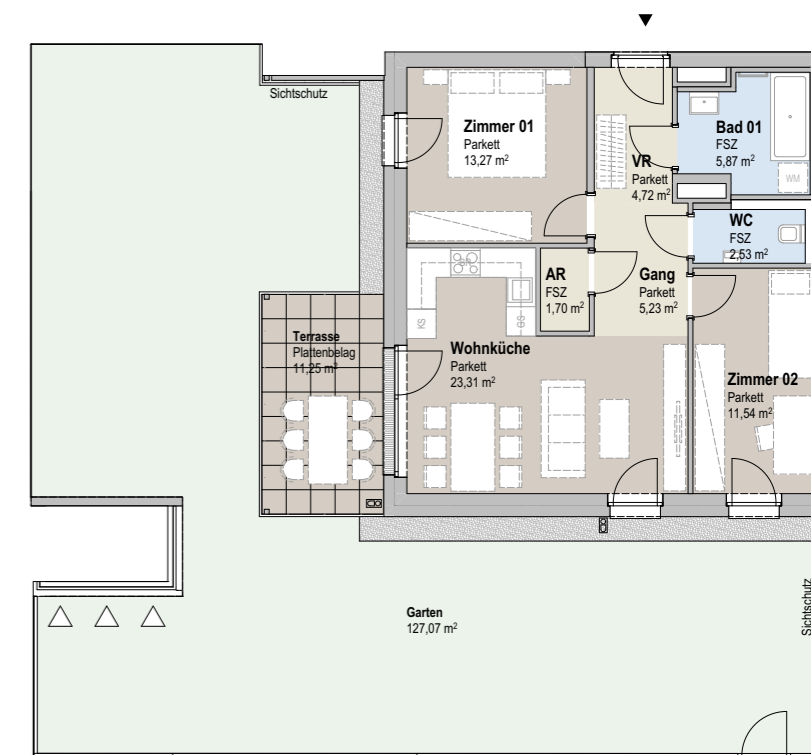 Sichtschutz
Zimmer 01
Parkett
13,27 m²
VR
Parkett
4,72 m²
Bad 01
FSZ
5,87 m²
WM
WC
FSZ
2,53 m²
AR
FSZ
1,70 m²
Gang
Parkett
5,23 m²
KS
GS
Terrasse
Plattenbelag
11,25 m²
Wohnküche
Parkett
23,31 m²
Zimmer 02
Parkett
11,54 m²
Garten
127,07 m²
Sichtschutz